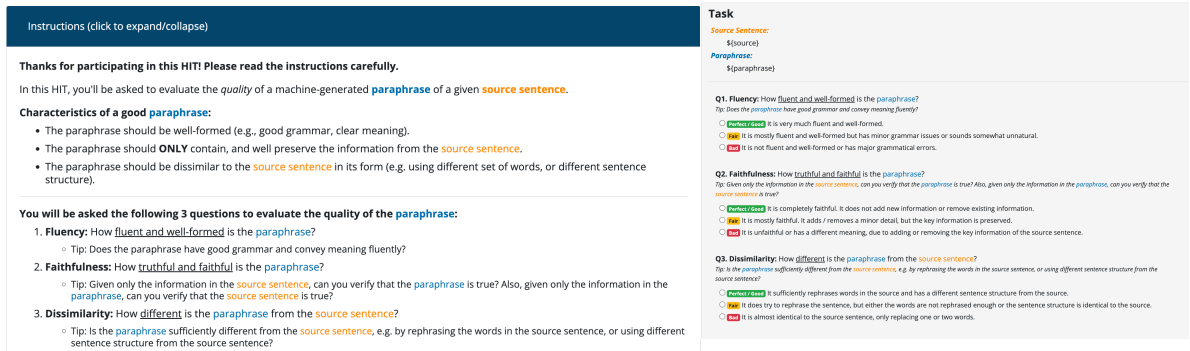 Instructions (click to expand/collapse)
Thanks for participating in this HIT! Please read the instructions carefully.
In this HIT, you'll be asked to evaluate the quality of a machine-generated paraphrase of a given source sentence.
Characteristics of a good paraphrase:
• The paraphrase should be well-formed (e.g., good grammar, clear meaning).
• The paraphrase should ONLY contain, and well preserve the information from the source sentence.
• The paraphrase should be dissimilar to the source sentence in its form (e.g. using different set of words, or different sentence
structure).
You will be asked the following 3 questions to evaluate the quality of the paraphrase:
1. Fluency: How fluent and well-formed is the paraphrase?
◦ Tip: Does the paraphrase have good grammar and convey meaning fluently?
2. Faithfulness: How truthful and faithful is the paraphrase?
◦ Tip: Given only the information in the source sentence, can you verify that the paraphrase is true? Also, given only the information in the
paraphrase, can you verify that the source sentence is true?
3. Dissimilarity: How different is the paraphrase from the source sentence?
◦ Tip: Is the paraphrase sufficiently different from the source sentence, e.g. by rephrasing the words in the source sentence, or using different
sentence structure from the source sentence?
Task
Source Sentence:
${source}
Paraphrase:
${paraphrase}
Q1. Fluency: How fluent and well-formed is the paraphrase?
Tip: Does the paraphrase have good grammar and convey meaning fluently?
Perfect / Good It is very much fluent and well-formed.
Fair It is mostly fluent and well-formed but has minor grammar issues or sounds somewhat unnatural.
Bad It is not fluent and well-formed or has major grammatical errors.
Q2. Faithfulness: How truthful and faithful is the paraphrase?
Tip: Given only the information in the source sentence, can you verify that the paraphrase is true? Also, given only the information in the paraphrase, can you verify that the
source sentence is true?
Perfect / Good It is completely faithful. It does not add new information or remove existing information.
Fair It is mostly faithful. It adds / removes a minor detail, but the key information is preserved.
Bad It is unfaithful or has a different meaning, due to adding or removing the key information of the source sentence.
Q3. Dissimilarity: How different is the paraphrase from the source sentence?
Tip: Is the paraphrase sufficiently different from the source sentence, e.g. by rephrasing the words in the source sentence, or using different sentence structure from the
source sentence?
Perfect / Good It sufficiently rephrases words in the source and has a different sentence structure from the source.
Fair It does try to rephrase the sentence, but either the words are not rephrased enough or the sentence structure is identical to the source.
Bad It is almost identical to the source sentence, only replacing one or two words.